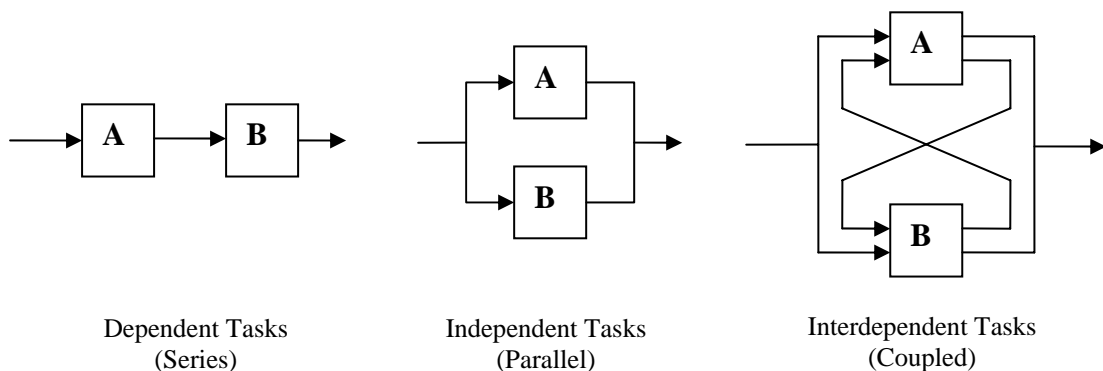 A
B
Dependent Tasks
(Series)
A
B
Independent Tasks
(Parallel)
A
B
Interdependent Tasks
(Coupled)